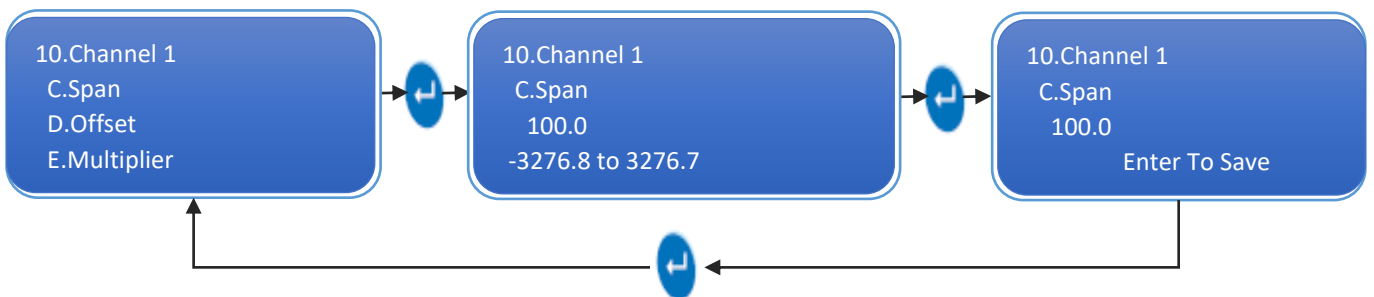 10.Channel 1
C.Span
D.Offset
E.Multiplier
10.Channel 1
C.Span
100.0
-3276.8 to 3276.7
10.Channel 1
C.Span
100.0
Enter To Save